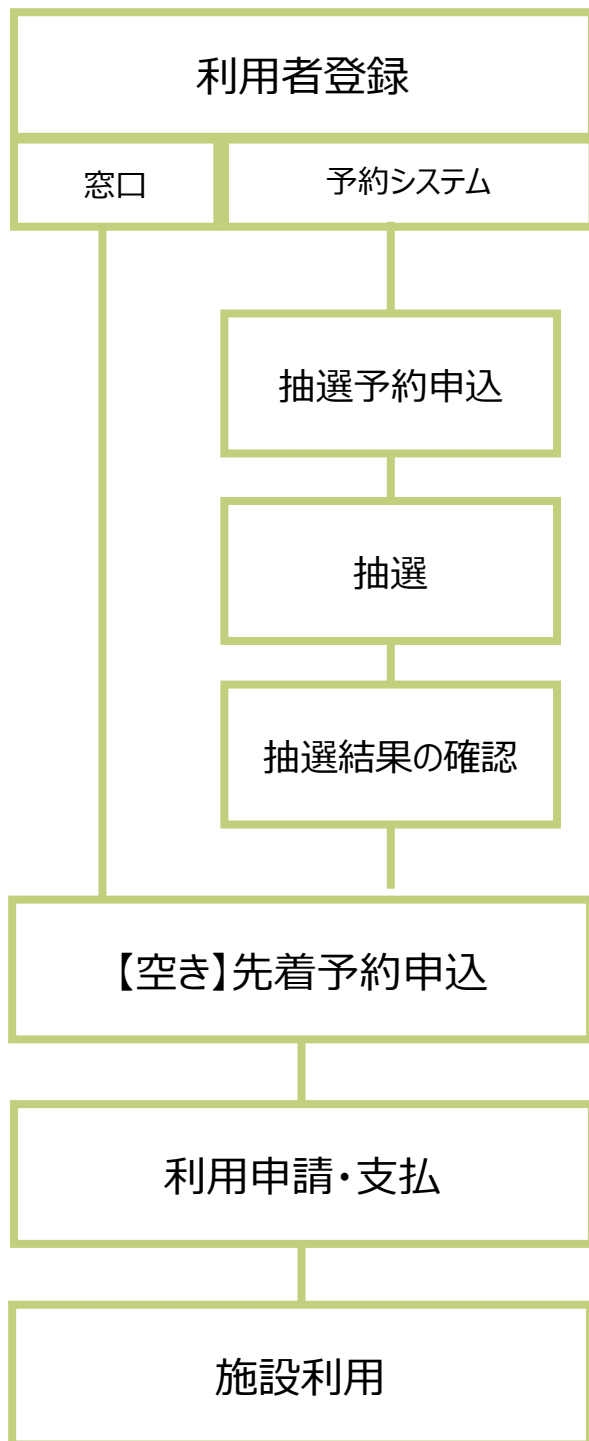 利用者登録
窓口
予約システム
抽選予約申込
抽選
抽選結果の確認
【空き】先着予約申込
利用申請・支払
施設利用